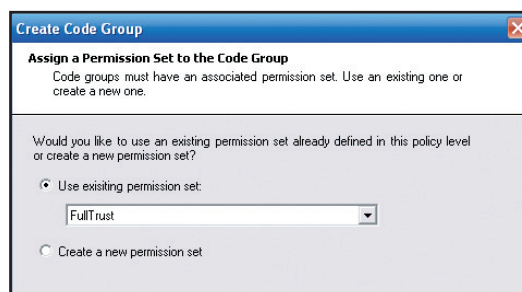 Create Code Group
Assign a Permission Set to the Code Group
Code groups must have an associated permission set. Use an existing one or
create a new one.
Would you like to use an existing permission set already defined in this policy level
or create a new permission set?
Use exisiting permission set:
FullTrust
Create a new permission set